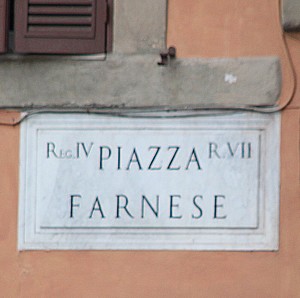 REG. IV PIAZZA R. VII
FARNESE